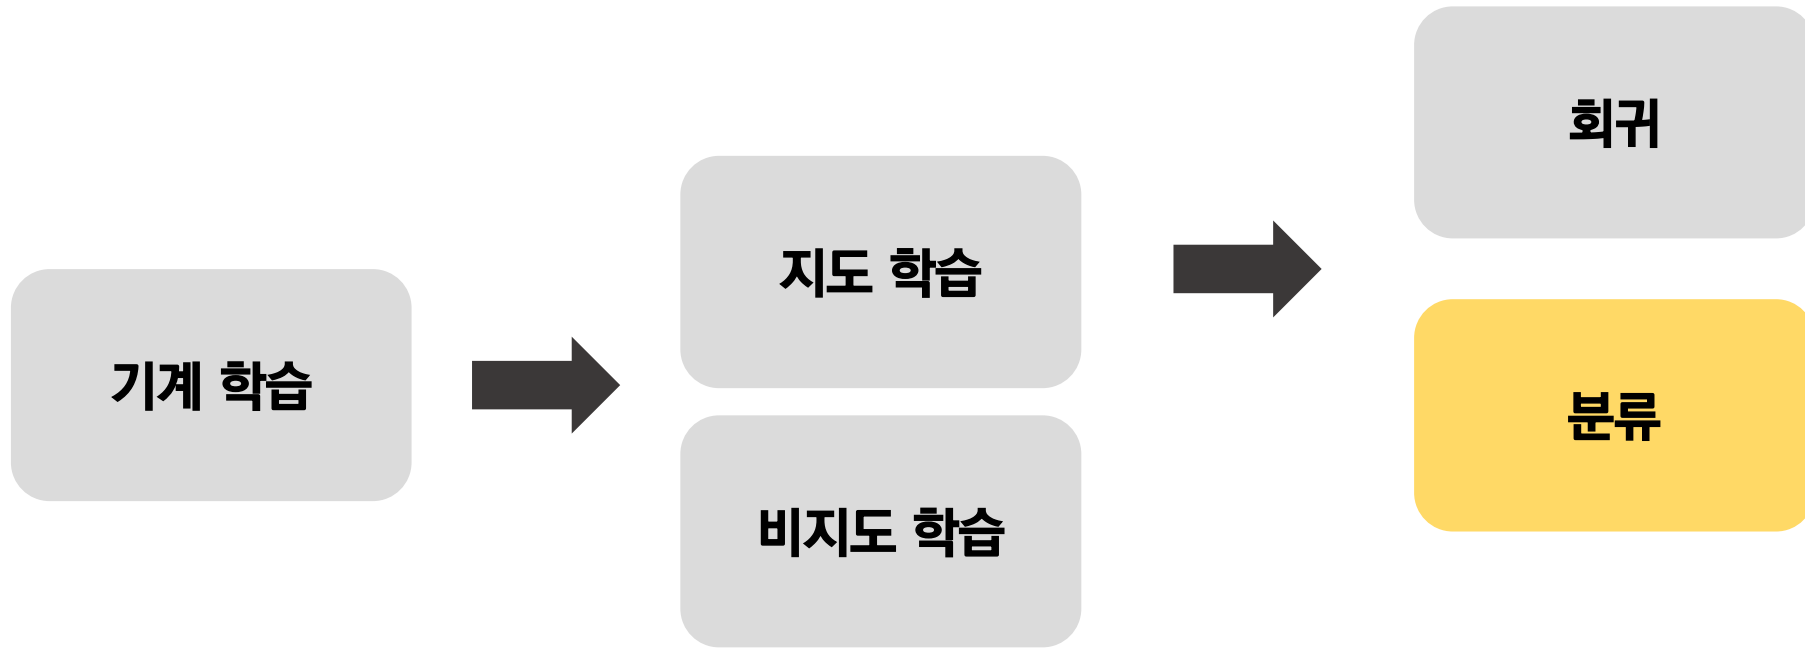 기계 학습
지도 학습
비지도 학습
회귀
분류